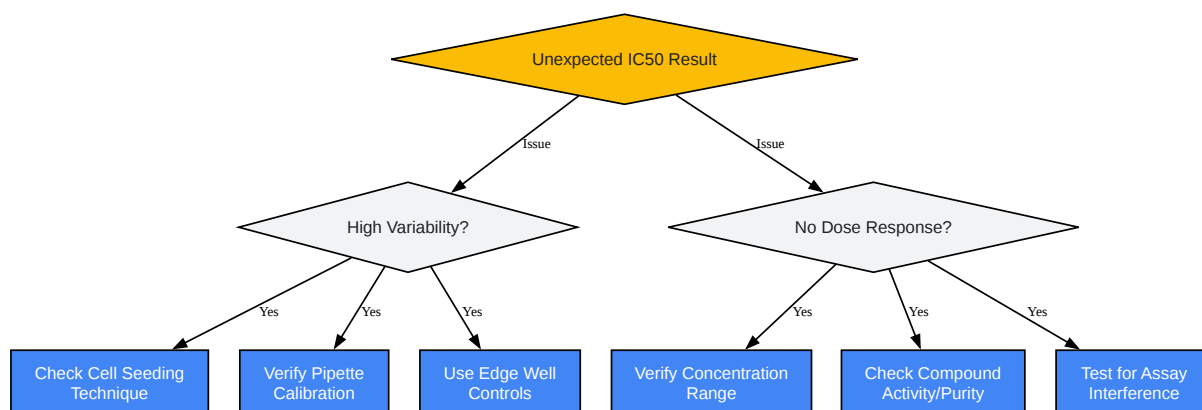 Unexpected IC50 Result
Issue
Issue
High Variability?
No Dose Response?
Yes
Yes
Yes
Yes
Yes
Yes
Check Cell Seeding
Technique
Verify Pipette
Calibration
Use Edge Well
Controls
Verify Concentration
Range
Check Compound
Activity/Purity
Test for Assay
Interference